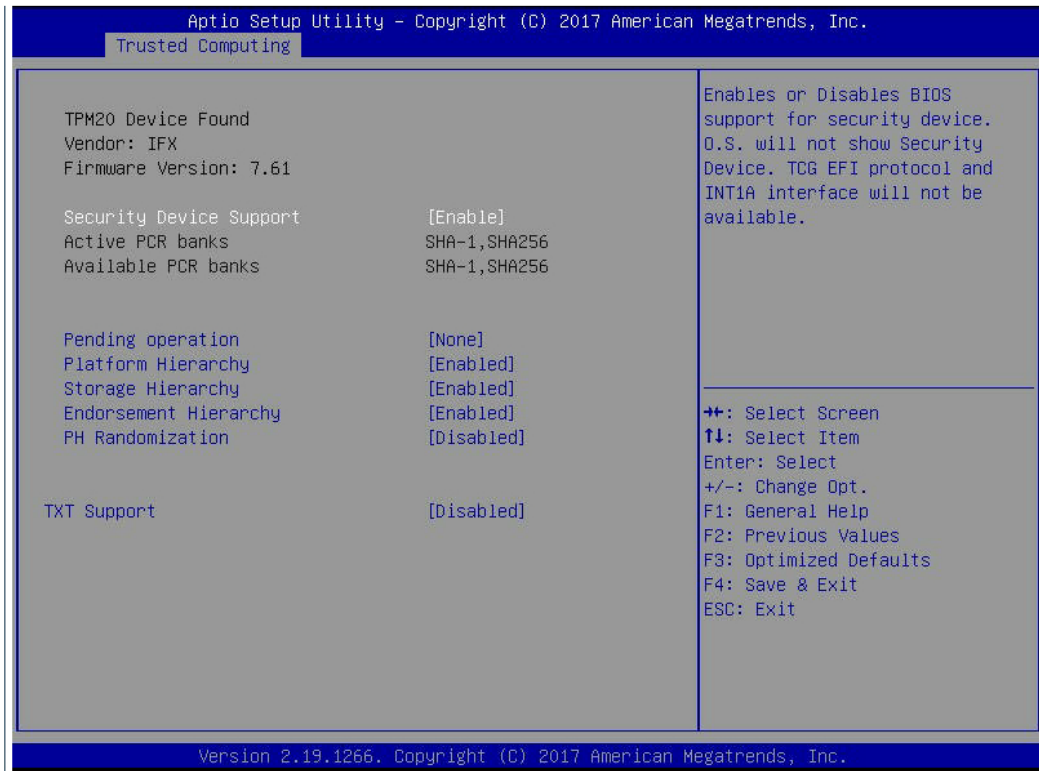 Aptio Setup Utility – Copyright (C) 2017 American Megatrends, Inc.
Trusted Computing
TPM20 Device Found
Vendor: IFX
Firmware Version: 7.61
Security Device Support [Enable]
Active PCR banks SHA-1,SHA256
Available PCR banks SHA-1,SHA256
Pending operation [None]
Platform Hierarchy [Enabled]
Storage Hierarchy [Enabled]
Endorsement Hierarchy [Enabled]
PH Randomization [Disabled]
TXT Support [Disabled]
Enables or Disables BIOS
support for security device.
O.S. will not show Security
Device. TCG EFI protocol and
INT1A interface will not be
available.
→←: Select Screen
↑↓: Select Item
Enter: Select
+/-: Change Opt.
F1: General Help
F2: Previous Values
F3: Optimized Defaults
F4: Save & Exit
ESC: Exit
Version 2.19.1266. Copyright (C) 2017 American Megatrends, Inc.